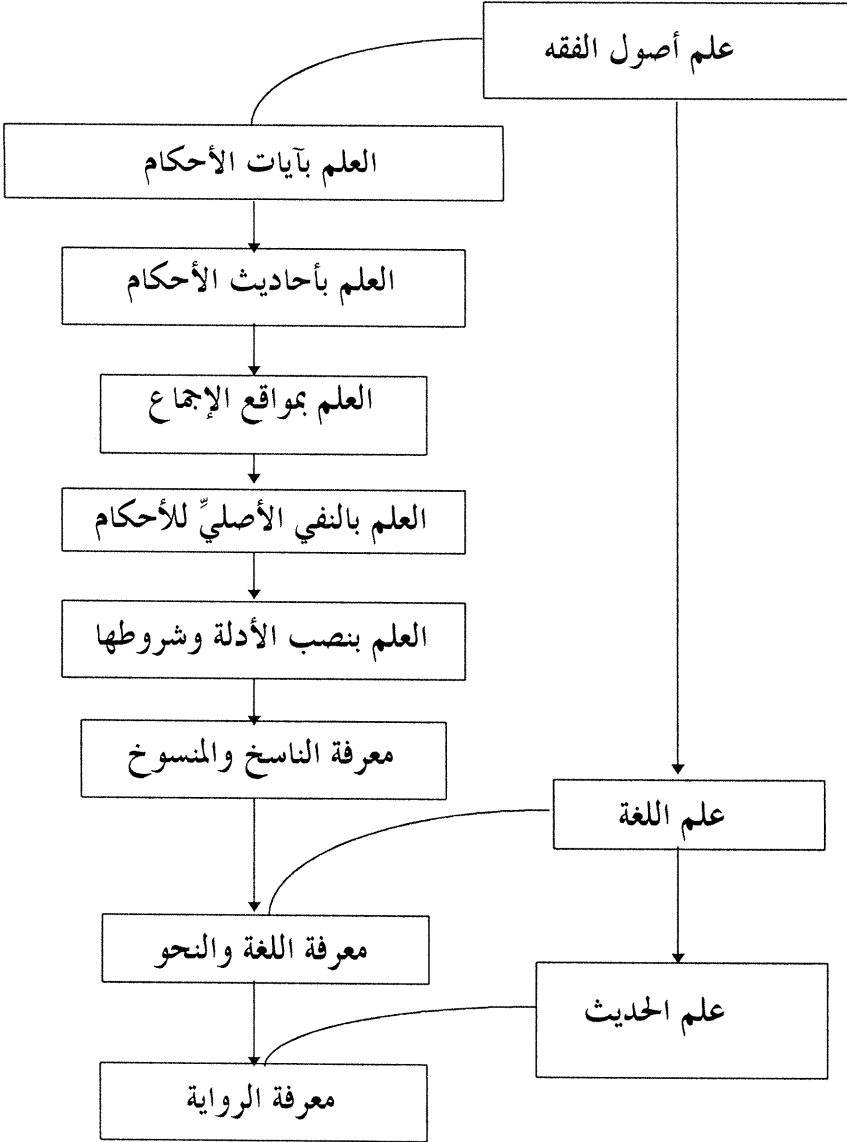 علم أصول الفقه
العلم بآيات الأحكام
العلم بأحاديث الأحكام
العلم بمواقع الإجماع
العلم بالنفي الأصليِّ للأحكام
العلم بنصب الأدلة وشروطها
معرفة الناسخ والمنسوخ
علم اللغة
معرفة اللغة والنحو
علم الحديث
معرفة الرواية